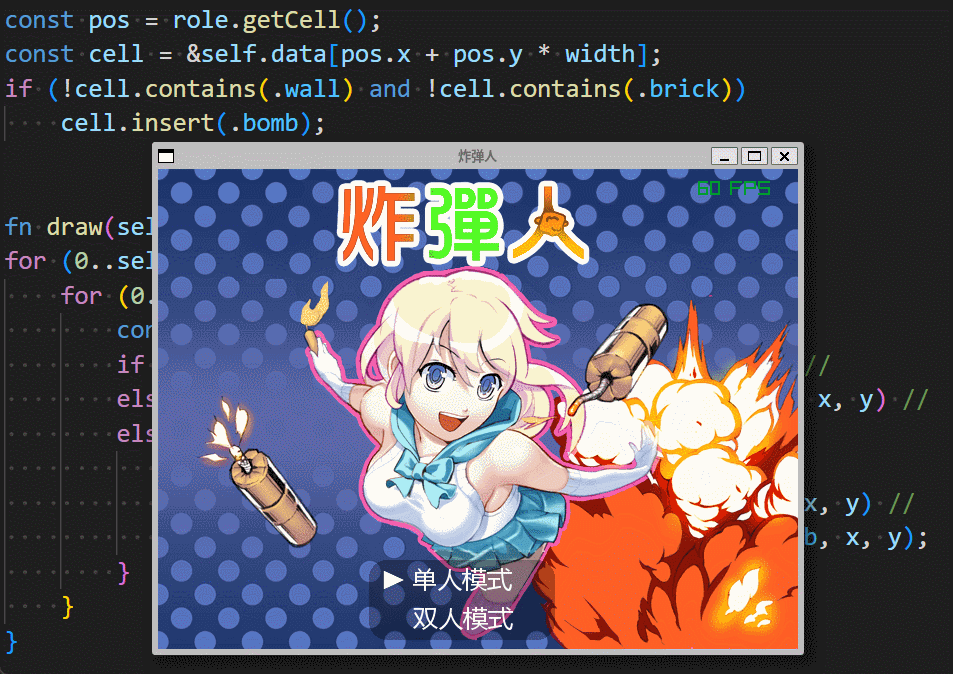 const pos = role.getCell();
const cell = &self.data[pos.x + pos.y * width];
if (!cell.contains(.wall) and !cell.contains(.brick))
cell.insert(.bomb);
炸弹人
60 FPS
炸彈人
fn draw(sel
for (0..sel
for (0.
con
if //
els x, y) //
els
x, y) //
b, x, y);
▶ 单人模式
双人模式
}
}
}